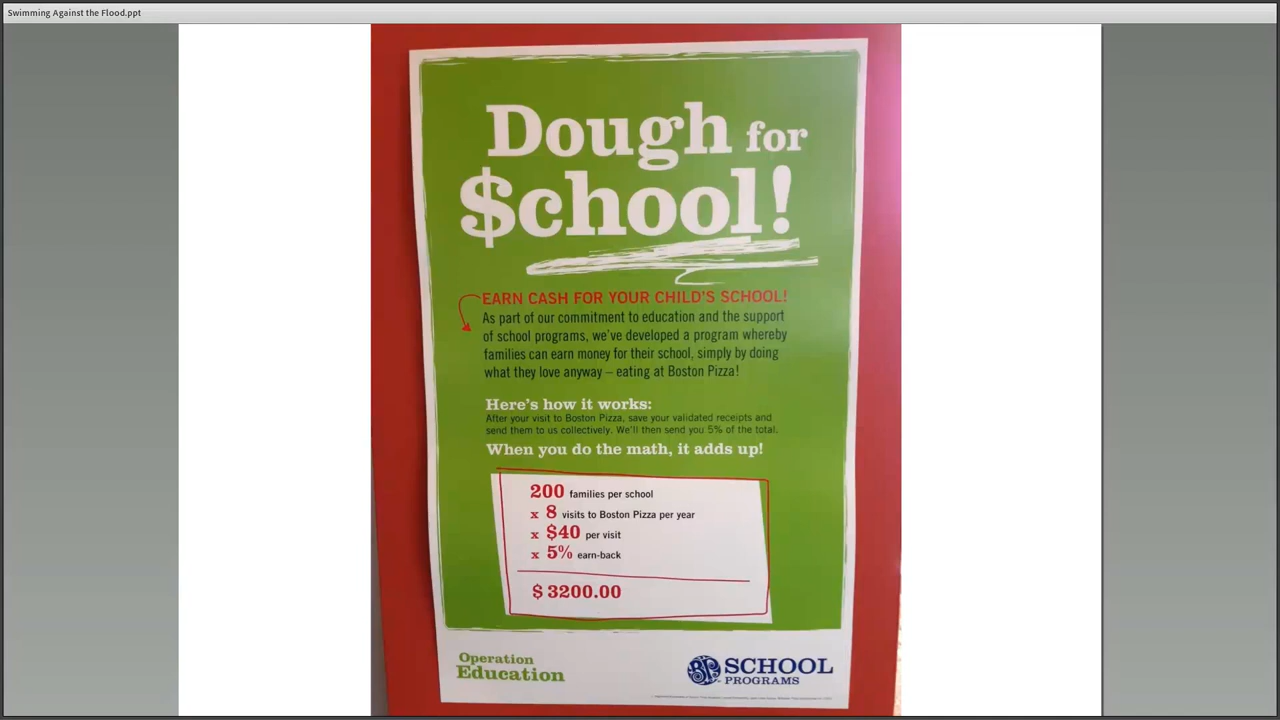 Swimming Against the Flood.ppt
Dough for
$chool!
EARN CASH FOR YOUR CHILD'S SCHOOL!
As part of our commitment to education and the support
of school programs, we've developed a program whereby
families can earn money for their school, simply by doing
what they love anyway – eating at Boston Pizza!
Here's how it works:
After your visit to Boston Pizza, save your validated receipts and
send them to us collectively. We'll then send you 5% of the total.
When you do the math, it adds up!
200 families per school
x 8 visits to Boston Pizza per year
x $40 per visit
x 5% earn-back
$ 3200.00
Operation
Education
BP SCHOOL
PROGRAMS